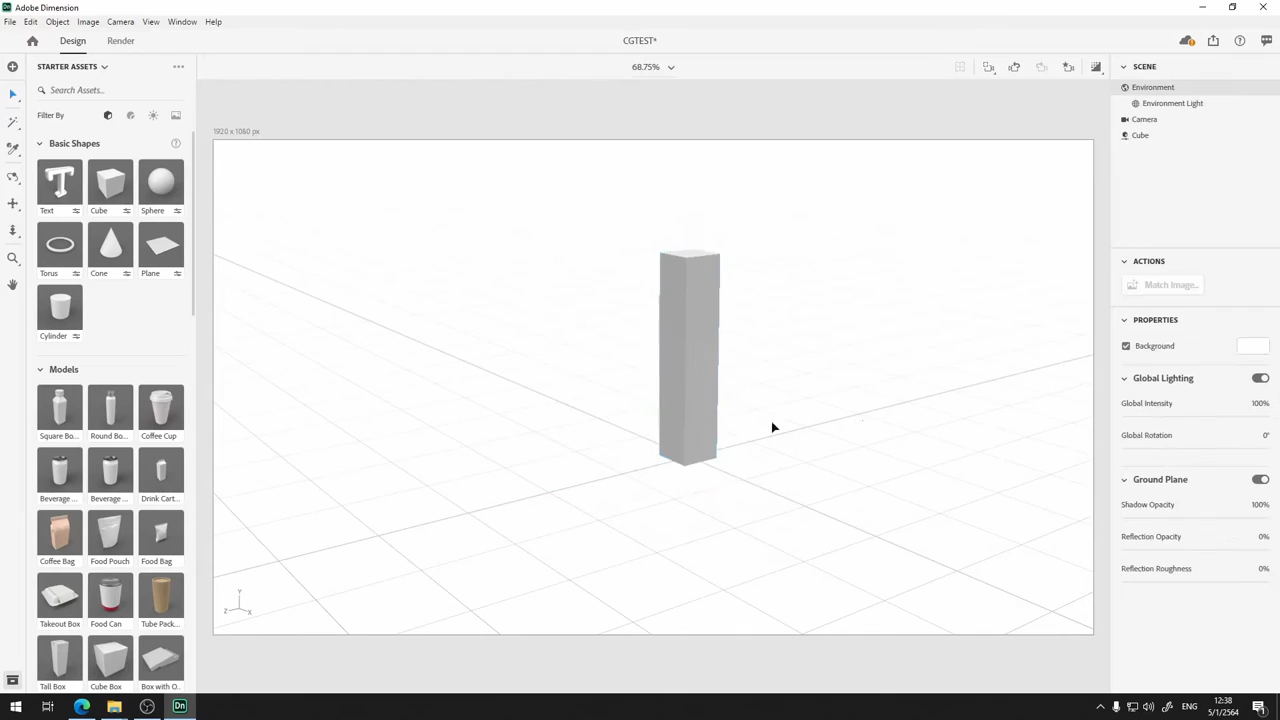 Adobe Dimension
File Edit Object Image Camera View Window Help
Design Render CGTEST*
STARTER ASSETS
68.75%
Search Assets...
Filter By
Basic Shapes
Text Cube Sphere
Torus Cone Plane
Cylinder
Models
Square Bo... Round Bo... Coffee Cup
Beverage ... Beverage ... Drink Cart...
Coffee Bag Food Pouch Food Bag
Takeout Box Food Can Tube Pack...
Tall Box Cube Box Box with O...
1920 x 1080 px
Y
Z X
SCENE
Environment
Environment Light
Camera
Cube
ACTIONS
Match Image...
PROPERTIES
Background
Global Lighting
Global Intensity 100%
Global Rotation 0°
Ground Plane
Shadow Opacity 100%
Reflection Opacity 0%
Reflection Roughness 0%
Dn
ENG
12:38
5/1/2564